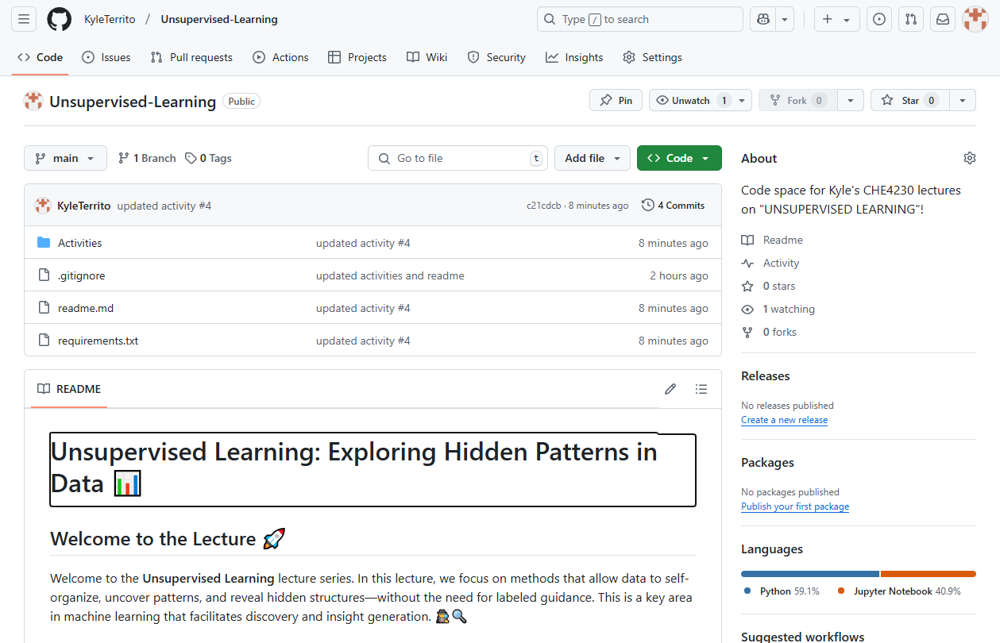 KyleTerrito / Unsupervised-Learning
Type / to search
Code Issues Pull requests Actions Projects Wiki Security Insights Settings
Unsupervised-Learning Public
Pin Unwatch 1 Fork 0 Star 0
main 1 Branch 0 Tags
Go to file t
Add file
Code
KyleTerrito updated activity #4 c21cdcb · 8 minutes ago 4 Commits
Activities updated activity #4 8 minutes ago
.gitignore updated activities and readme 2 hours ago
readme.md updated activity #4 8 minutes ago
requirements.txt updated activity #4 8 minutes ago
README
Unsupervised Learning: Exploring Hidden Patterns in
Data 📊
Welcome to the Lecture 🚀
Welcome to the Unsupervised Learning lecture series. In this lecture, we focus on methods that allow data to self-
organize, uncover patterns, and reveal hidden structures—without the need for labeled guidance. This is a key area
in machine learning that facilitates discovery and insight generation. 🕵️🔍
About
Code space for Kyle's CHE4230 lectures
on "UNSUPERVISED LEARNING"!
Readme
Activity
0 stars
1 watching
0 forks
Releases
No releases published
Create a new release
Packages
No packages published
Publish your first package
Languages
Python 59.1% Jupyter Notebook 40.9%
Suggested workflows